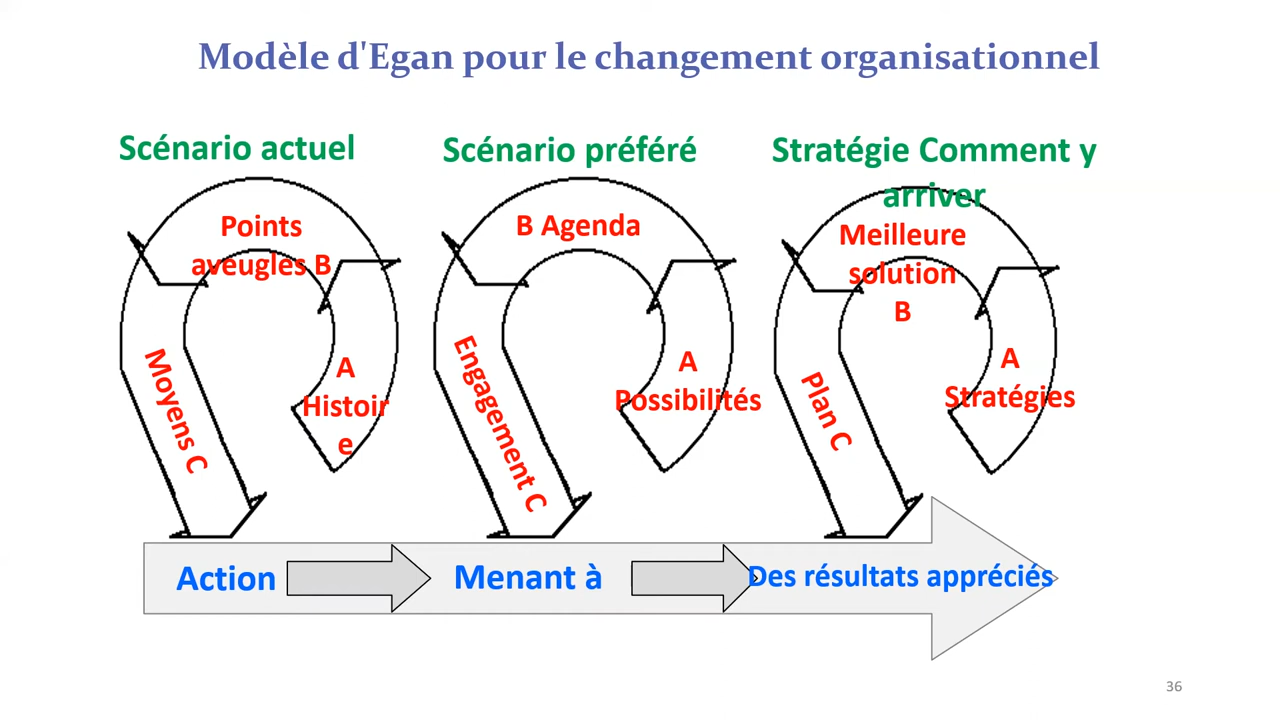 Modèle d'Egan pour le changement organisationnel
Scénario actuel
Points
aveugles B
A
Histoir
e
Moyens C
Scénario préféré
B Agenda
A
Possibilités
Engagement C
Stratégie Comment y
arriver
Meilleure
solution
B
A
Stratégies
Plan C
Action
Menant à
Des résultats appréciés
36